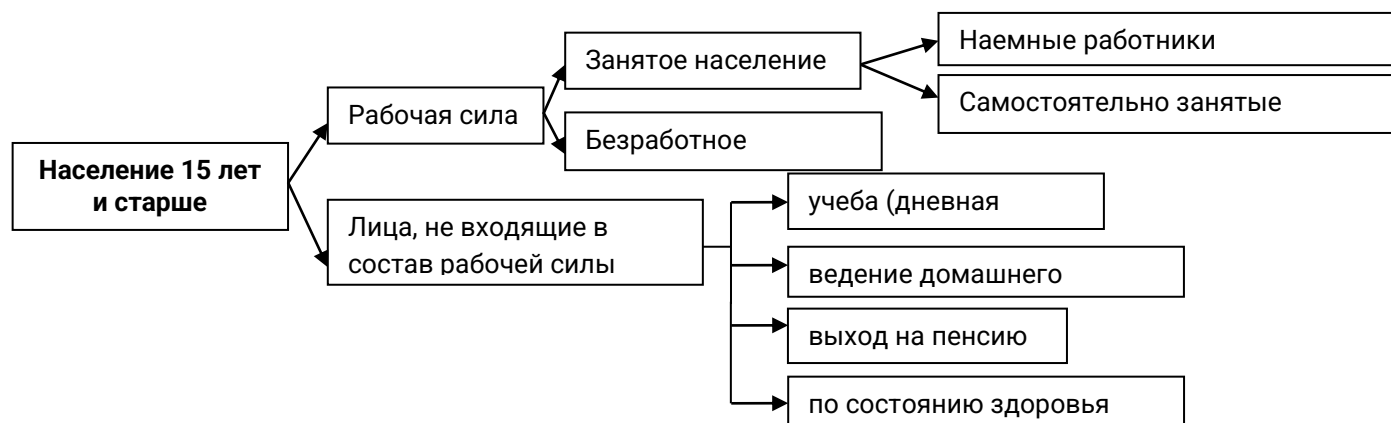 Население 15 лет
и старше
Рабочая сила
Занятое население
Наемные работники
Самостоятельно занятые
Безработное
Лица, не входящие в
состав рабочей силы
учеба (дневная
ведение домашнего
выход на пенсию
по состоянию здоровья